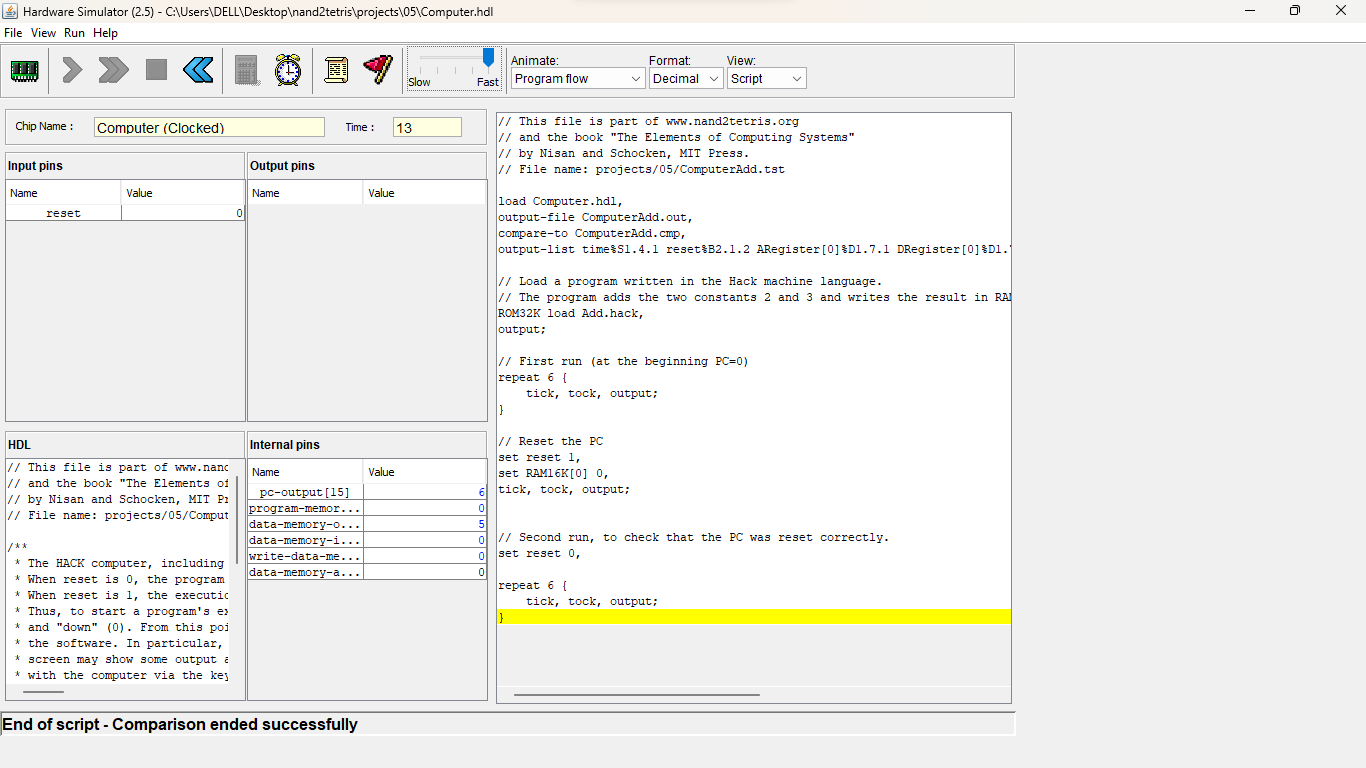 Hardware Simulator (2.5) - C:\Users\DELL\Desktop\nand2tetris\projects\05\Computer.hdl
File View Run Help
Slow Fast
Animate: Format: View:
Program flow Decimal Script
Chip Name : Computer (Clocked) Time : 13
Input pins
Name Value
reset 0
Output pins
Name Value
HDL
// This file is part of www.nand
// and the book "The Elements of
// by Nisan and Schocken, MIT Pr
// File name: projects/05/Comput
/**
* The HACK computer, including
* When reset is 0, the program
* When reset is 1, the executio
* Thus, to start a program's ex
* and "down" (0). From this poi
* the software. In particular,
* screen may show some output a
* with the computer via the key
Internal pins
Name Value
pc-output[15] 6
program-memor... 0
data-memory-o... 5
data-memory-i... 0
write-data-me... 0
data-memory-a... 0
// This file is part of www.nand2tetris.org
// and the book "The Elements of Computing Systems"
// by Nisan and Schocken, MIT Press.
// File name: projects/05/ComputerAdd.tst
load Computer.hdl,
output-file ComputerAdd.out,
compare-to ComputerAdd.cmp,
output-list time%S1.4.1 reset%B2.1.2 ARegister[0]%D1.7.1 DRegister[0]%D1.
// Load a program written in the Hack machine language.
// The program adds the two constants 2 and 3 and writes the result in RAM
ROM32K load Add.hack,
output;
// First run (at the beginning PC=0)
repeat 6 {
tick, tock, output;
}
// Reset the PC
set reset 1,
set RAM16K[0] 0,
tick, tock, output;
// Second run, to check that the PC was reset correctly.
set reset 0,
repeat 6 {
tick, tock, output;
}
End of script - Comparison ended successfully